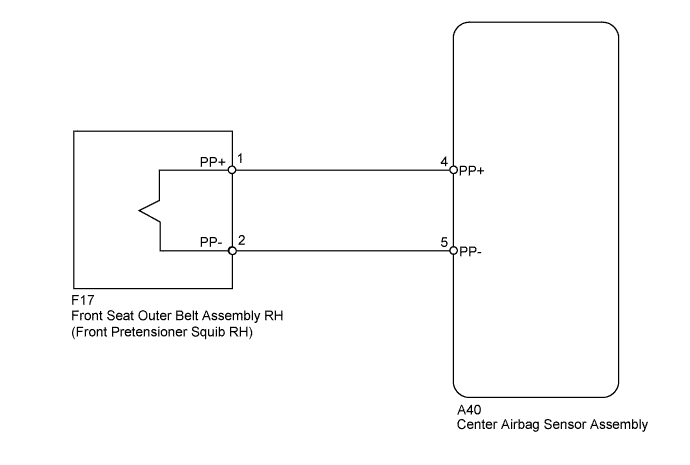 PP+ 1 4 PP+
PP- 2 5 PP-
F17
Front Seat Outer Belt Assembly RH
(Front Pretensioner Squib RH)
A40
Center Airbag Sensor Assembly